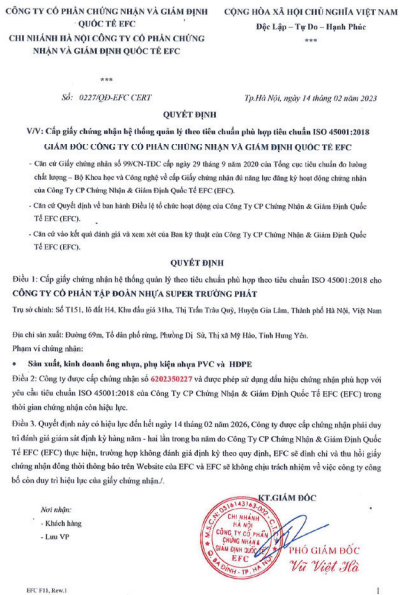 CÔNG TY CỔ PHẦN CHỨNG NHẬN VÀ GIÁM ĐỊNH
QUỐC TẾ EFC
CHI NHÁNH HÀ NỘI CÔNG TY CỔ PHẦN CHỨNG
NHẬN VÀ GIÁM ĐỊNH QUỐC TẾ EFC
***
CỘNG HÒA XÃ HỘI CHỦ NGHĨA VIỆT NAM
Độc Lập – Tự Do – Hạnh Phúc
***
Số: 0227/QĐ-EFC CERT
Tp.Hà Nội, ngày 14 tháng 02 năm 2023
QUYẾT ĐỊNH
V/V: Cấp giấy chứng nhận hệ thống quản lý theo tiêu chuẩn phù hợp tiêu chuẩn ISO 45001:2018
GIÁM ĐỐC CÔNG TY CỔ PHẦN CHỨNG NHẬN VÀ GIÁM ĐỊNH QUỐC TẾ EFC
- Căn cứ Giấy chứng nhận số 99/CN-TĐC cấp ngày 29 tháng 9 năm 2020 của Tổng cục tiêu chuẩn đo lường
chất lượng – Bộ Khoa học và Công nghệ về cấp giấy chứng nhận đủ năng lực đăng ký hoạt động chứng nhận
của Công Ty CP Chứng Nhận & Giám Định Quốc Tế EFC (EFC).
- Căn cứ Quyết định về ban hành Điều lệ tổ chức hoạt động của Công Ty CP Chứng Nhận & Giám Định Quốc
Tế EFC (EFC).
- Căn cứ vào kết quả đánh giá và xem xét của Ban kỹ thuật của Công Ty CP Chứng Nhận & Giám Định Quốc
Tế EFC (EFC).
QUYẾT ĐỊNH
Điều 1: Cấp giấy chứng nhận hệ thống quản lý theo tiêu chuẩn phù hợp theo tiêu chuẩn ISO 45001:2018 cho
CÔNG TY CỔ PHẦN TẬP ĐOÀN NHỰA SUPER TRƯỜNG PHÁT
Trụ sở chính: Số T151, lô đất H4, Khu đấu giá 31ha, Thị Trấn Trâu Quỳ, Huyện Gia Lâm, Thành phố Hà Nội, Việt Nam
Địa chỉ sản xuất: Đường 69m, Tổ dân phố rừng, Phường Dị Sử, Thị xã Mỹ Hào, Tỉnh Hưng Yên.
Phạm vi chứng nhận:
• Sản xuất, kinh doanh ống nhựa, phụ kiện nhựa PVC và HDPE
Điều 2: Công ty được cấp chứng nhận số 6202350227 và được phép sử dụng dấu hiệu chứng nhận phù hợp với
yêu cầu tiêu chuẩn ISO 45001:2018 của Công Ty CP Chứng Nhận & Giám Định Quốc Tế EFC (EFC) trong
thời gian chứng nhận còn hiệu lực.
Điều 3. Quyết định này có hiệu lực đến hết ngày 14 tháng 02 năm 2026, Công ty được cấp chứng nhận phải duy
trì đánh giá giám sát định kỳ hàng năm - hai lần trong ba năm do Công Ty CP Chứng Nhận & Giám Định Quốc
Tế EFC (EFC) thực hiện, trường hợp không đánh giá định kỳ theo quy định, EFC sẽ đình chỉ và thu hồi giấy
chứng nhận đồng thời thông báo trên Website của EFC và EFC sẽ không chịu trách nhiệm về việc công ty công
bố còn duy trì hiệu lực của giấy chứng nhận./.
KT.GIÁM ĐỐC
Nơi nhận:
- Khách hàng
- Lưu VP
CHI NHÁNH
HÀ NỘI
CÔNG TY CỔ PHẦN
CHỨNG NHẬN &
GIÁM ĐỊNH QUỐC TẾ
EFC
Q. BA ĐÌNH - TP. HÀ NỘI
PHÓ GIÁM ĐỐC
Vũ Việt Hà
EFC F11, Rev.1
1